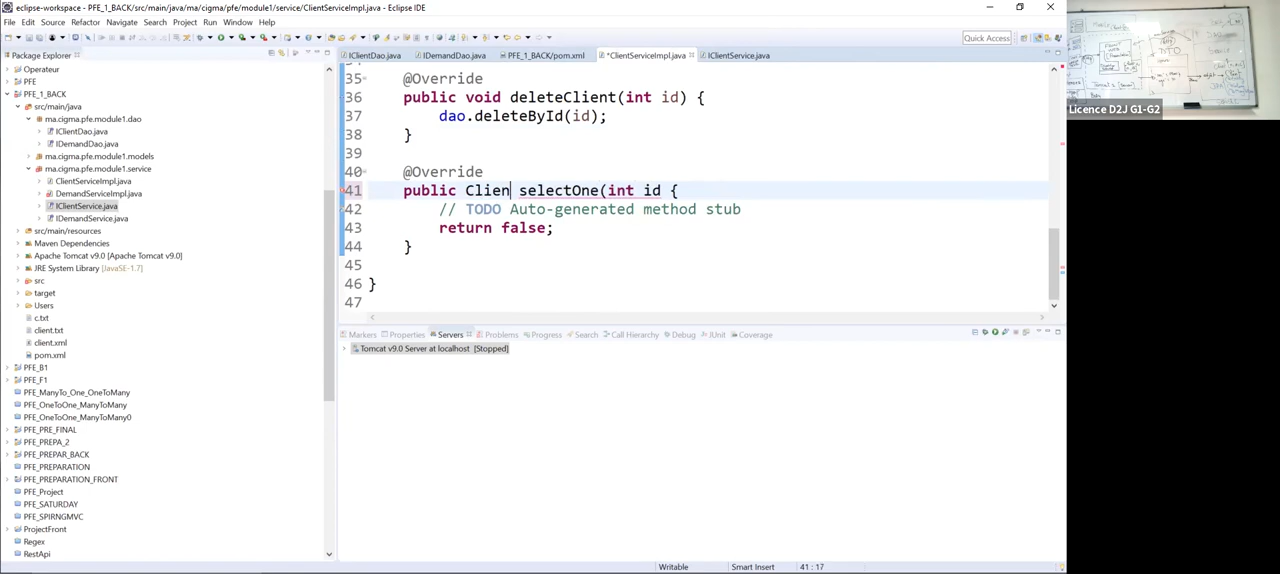 eclipse-workspace - PFE_1_BACK/src/main/java/ma/cigma/pfe/module1/service/ClientServiceImpl.java - Eclipse IDE
File Edit Source Refactor Navigate Search Project Run Window Help
Quick Access
Package Explorer
Operateur
PFE
PFE_1_BACK
src/main/java
ma.cigma.pfe.module1.dao
IClientDao.java
IDemandDao.java
ma.cigma.pfe.module1.models
ma.cigma.pfe.module1.service
ClientServiceImpl.java
DemandServiceImpl.java
IClientService.java
IDemandService.java
src/main/resources
Maven Dependencies
Apache Tomcat v9.0 [Apache Tomcat v9.0]
JRE System Library [JavaSE-1.7]
src
target
Users
c.txt
client.txt
client.xml
pom.xml
PFE_B1
PFE_F1
PFE_ManyTo_One_OneToMany
PFE_OneToOne_ManyToMany
PFE_OneToOne_ManyToMany0
PFE_PRE_FINAL
PFE_PREPA_2
PFE_PREPAR_BACK
PFE_PREPARATION
PFE_PREPARATION_FRONT
PFE_Project
PFE_SATURDAY
PFE_SPIRNGMVC
ProjectFront
Regex
RestApi
IClientDao.java IDemandDao.java PFE_1_BACK/pom.xml *ClientServiceImpl.java IClientService.java
35 @Override
36 public void deleteClient(int id) {
37 dao.deleteById(id);
38 }
39
40 @Override
41 public Clien selectOne(int id {
42 // TODO Auto-generated method stub
43 return false;
44 }
45
46 }
47
Markers Properties Servers Problems Progress Search Call Hierarchy Debug JUnit Coverage
Tomcat v9.0 Server at localhost [Stopped]
Writable Smart Insert 41 : 17
Licence D2J G1-G2